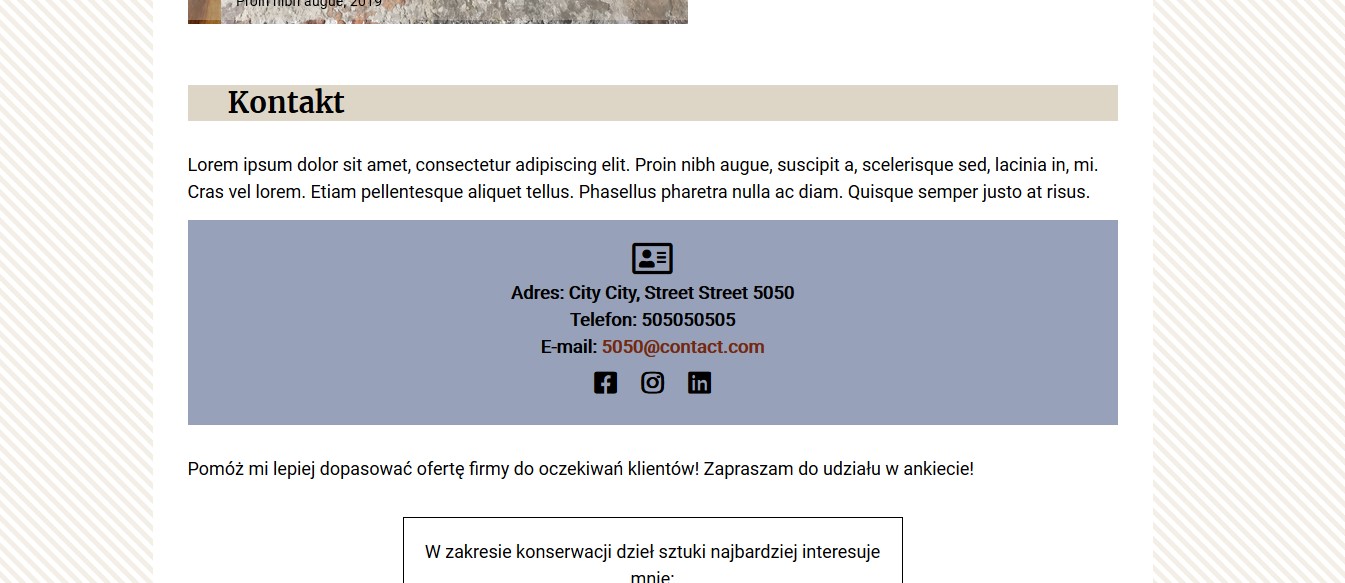 Proin nibh augue, 2019
Kontakt
Lorem ipsum dolor sit amet, consectetur adipiscing elit. Proin nibh augue, suscipit a, scelerisque sed, lacinia in, mi.
Cras vel lorem. Etiam pellentesque aliquet tellus. Phasellus pharetra nulla ac diam. Quisque semper justo at risus.
Adres: City City, Street Street 5050
Telefon: 505050505
E-mail: 5050@contact.com
Pomóż mi lepiej dopasować ofertę firmy do oczekiwań klientów! Zapraszam do udziału w ankiecie!
W zakresie konserwacji dzieł sztuki najbardziej interesuje
mnie: